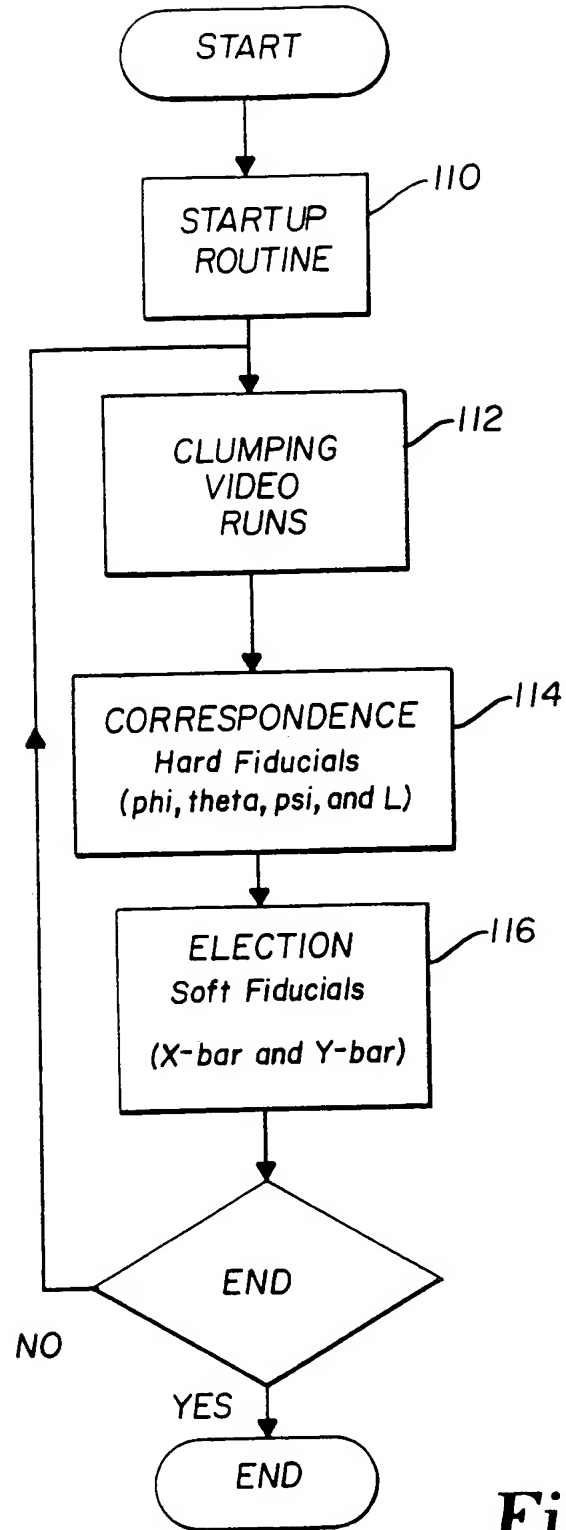 START
110
STARTUP
ROUTINE
112
CLUMPING
VIDEO
RUNS
114
CORRESPONDENCE
Hard Fiducials
(phi, theta, psi, and L)
116
ELECTION
Soft Fiducials
(X-bar and Y-bar)
END
NO
YES
END
Fi